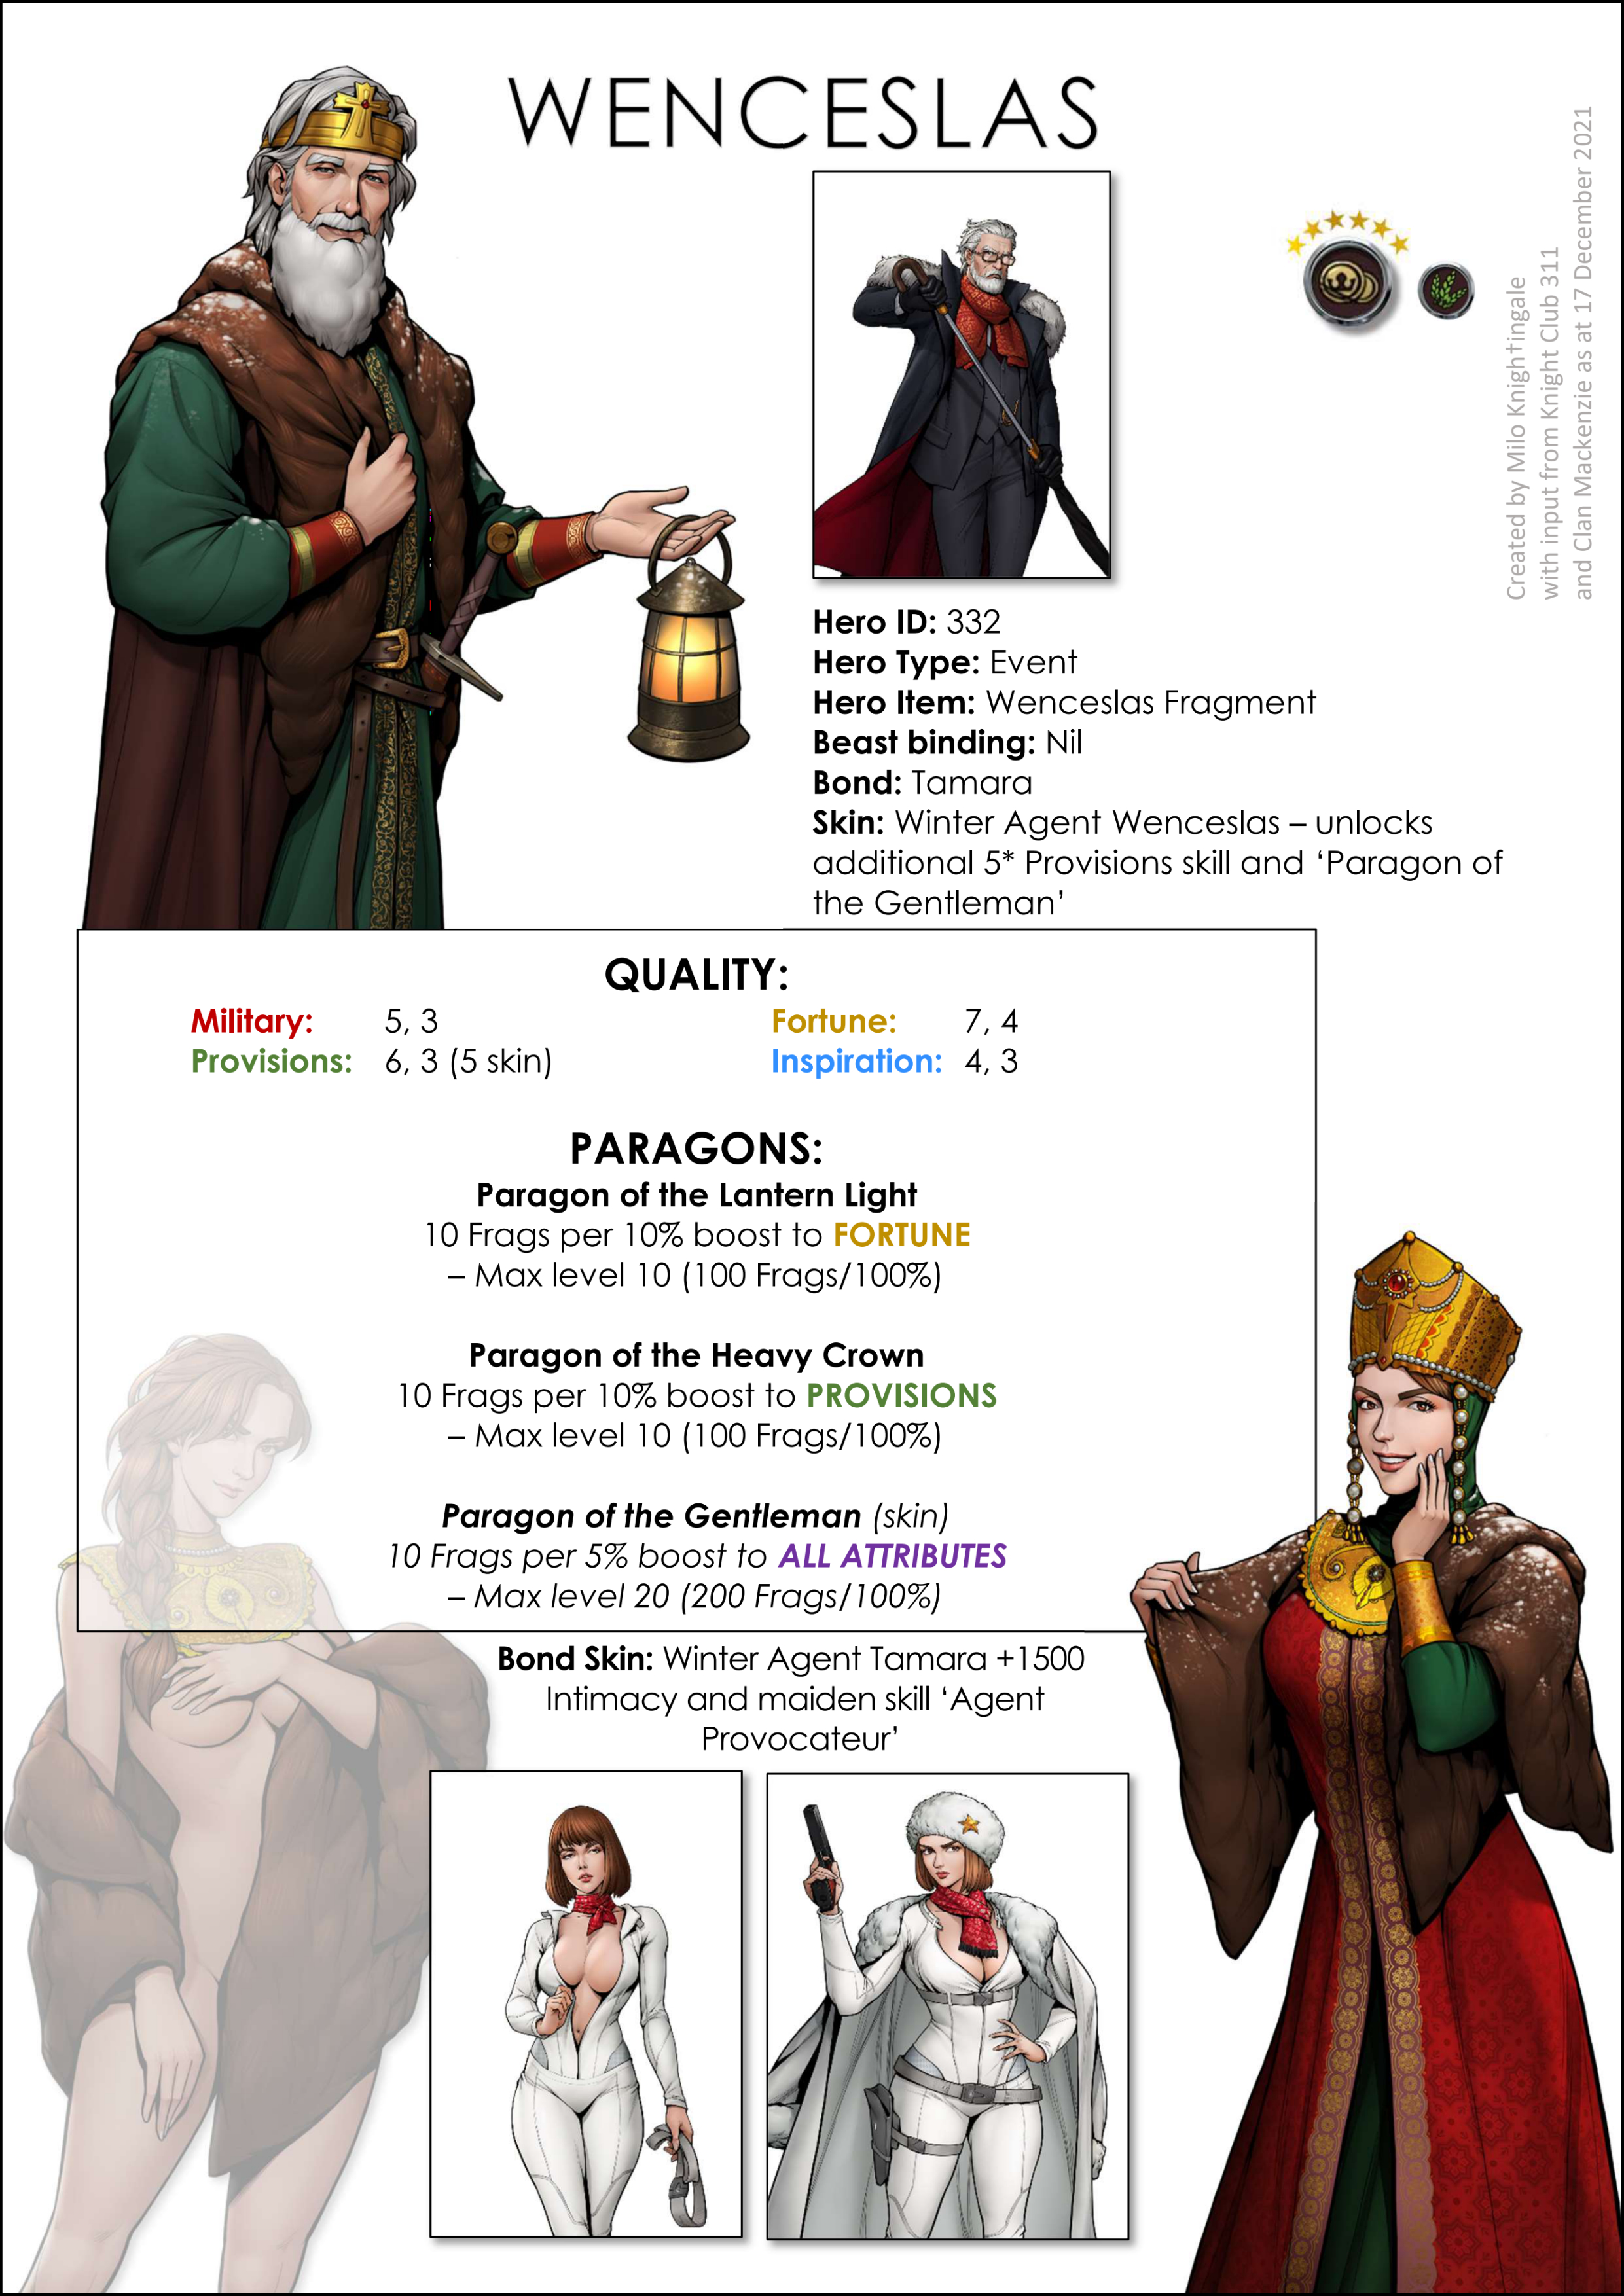 WENCESLAS
Created by Milo Knigh†ingale
with input from Knight Club 311
and Clan Mackenzie as at 17 December 2021
Hero ID: 332
Hero Type: Event
Hero Item: Wenceslas Fragment
Beast binding: Nil
Bond: Tamara
Skin: Winter Agent Wenceslas – unlocks
additional 5* Provisions skill and ‘Paragon of
the Gentleman’
QUALITY:
Military: 5, 3 Fortune: 7, 4
Provisions: 6, 3 (5 skin) Inspiration: 4, 3
PARAGONS:
Paragon of the Lantern Light
10 Frags per 10% boost to FORTUNE
– Max level 10 (100 Frags/100%)
Paragon of the Heavy Crown
10 Frags per 10% boost to PROVISIONS
– Max level 10 (100 Frags/100%)
Paragon of the Gentleman (skin)
10 Frags per 5% boost to ALL ATTRIBUTES
– Max level 20 (200 Frags/100%)
Bond Skin: Winter Agent Tamara +1500
Intimacy and maiden skill ‘Agent
Provocateur’